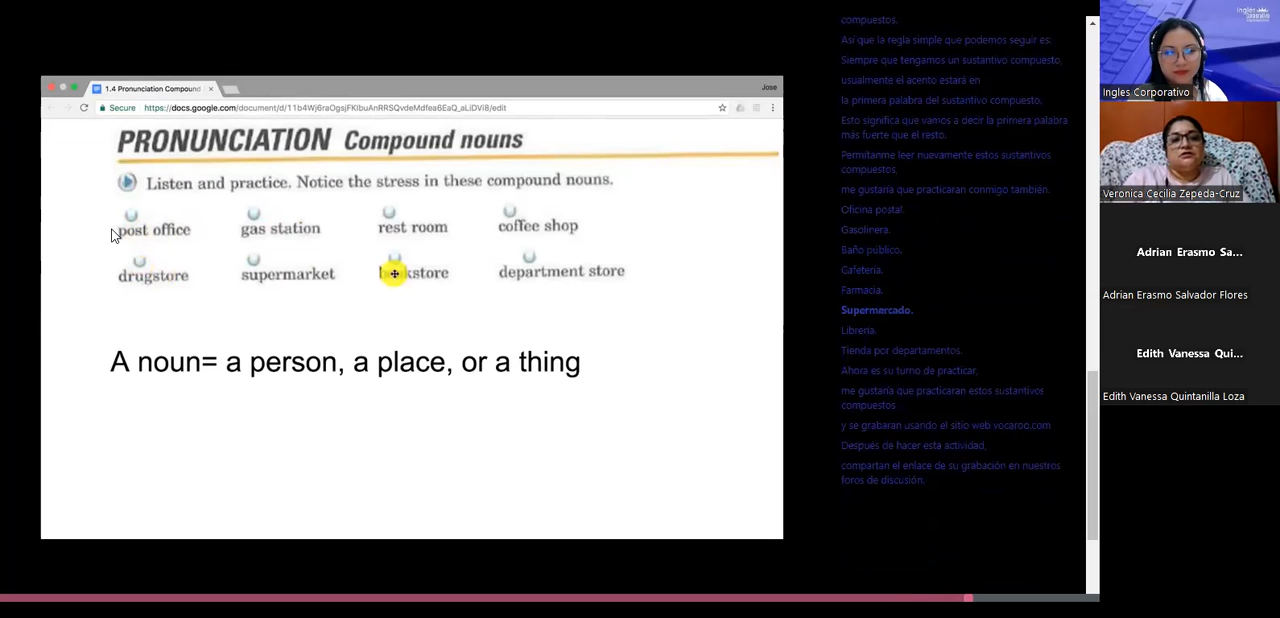 1.4 Pronunciation Compound
Jose
Secure https://docs.google.com/document/d/11b4Wj6raOgsjFKIbuAnRRSQvdeMdfea6EaQ_aLiDVi8/edit
PRONUNCIATION Compound nouns
Listen and practice. Notice the stress in these compound nouns.
post office gas station rest room coffee shop
drugstore supermarket bookstore department store
A noun= a person, a place, or a thing
compuestos.
Así que la regla simple que podemos seguir es:
Siempre que tengamos un sustantivo compuesto,
usualmente el acento estará en
la primera palabra del sustantivo compuesto.
Esto significa que vamos a decir la primera palabra
más fuerte que el resto.
Permítanme leer nuevamente estos sustantivos
compuestos,
me gustaría que practicaran conmigo también.
Oficina postal.
Gasolinera.
Baño público.
Cafetería.
Farmacia.
Supermercado.
Librería.
Tienda por departamentos.
Ahora es su turno de practicar,
me gustaría que practicaran estos sustantivos
compuestos
y se grabaran usando el sitio web vocaroo.com
Después de hacer esta actividad,
compartan el enlace de su grabación en nuestros
foros de discusión.
inglés
Ingles Corporativo
Veronica Cecilia Zepeda-Cruz
Adrian Erasmo Sa...
Adrian Erasmo Salvador Flores
Edith Vanessa Qui...
Edith Vanessa Quintanilla Loza